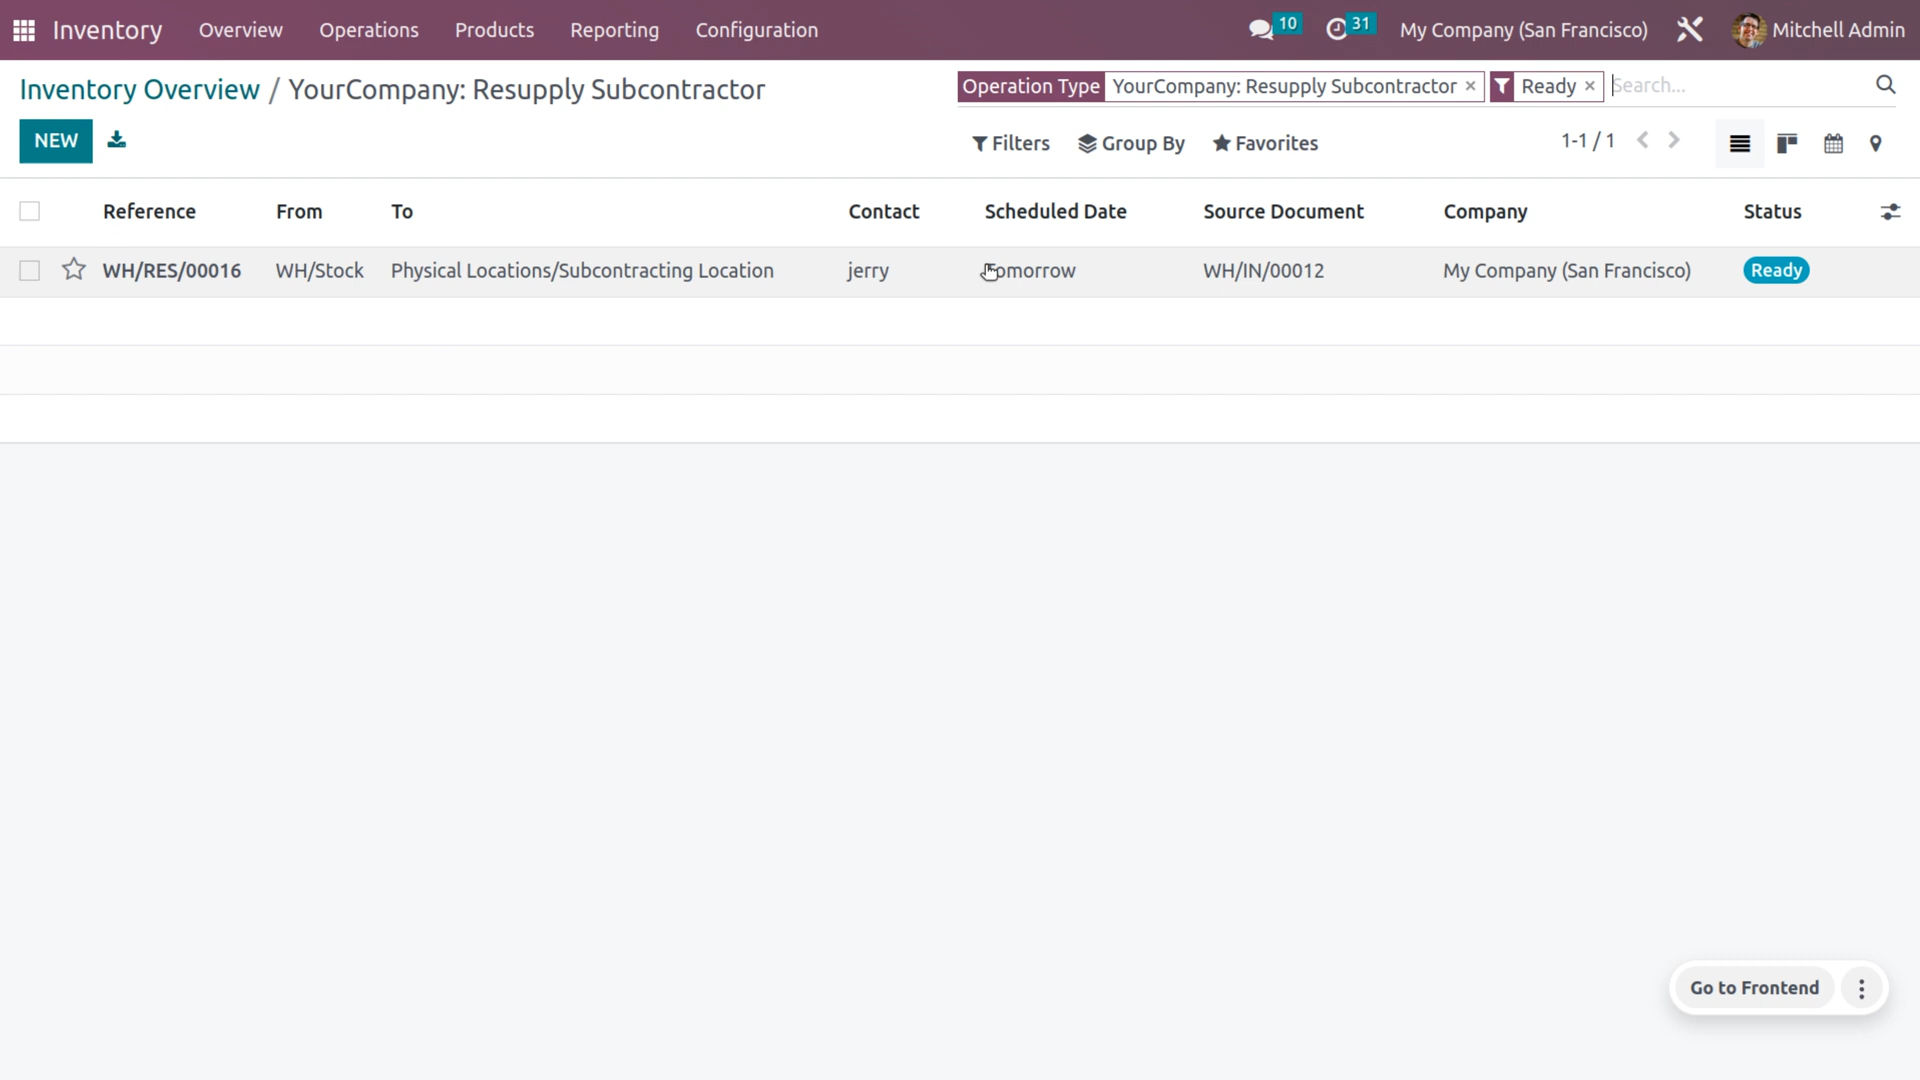 Inventory Overview Operations Products Reporting Configuration 10 31 My Company (San Francisco) Mitchell Admin
Inventory Overview / YourCompany: Resupply Subcontractor Operation Type YourCompany: Resupply Subcontractor × Ready × Search...
NEW Filters Group By Favorites 1-1 / 1
Reference From To Contact Scheduled Date Source Document Company Status
WH/RES/00016 WH/Stock Physical Locations/Subcontracting Location jerry Tomorrow WH/IN/00012 My Company (San Francisco) Ready
Go to Frontend